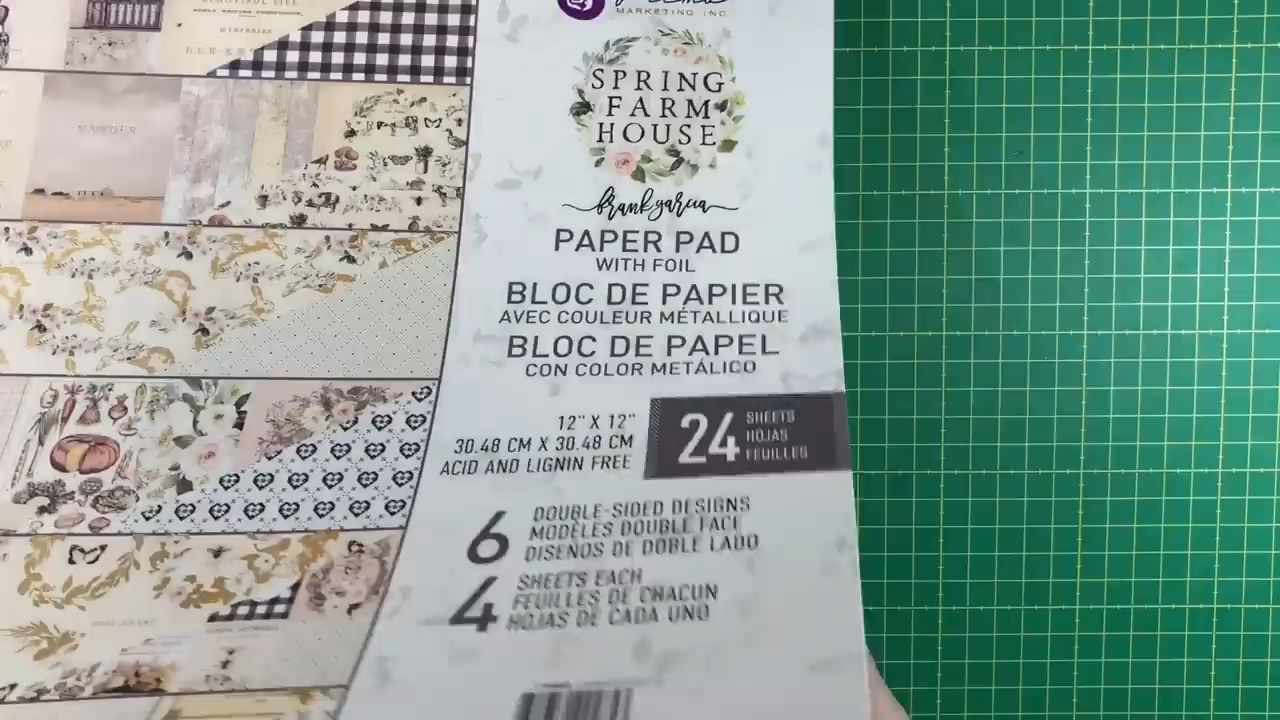 MARKETING INC
SPRING
FARM
HOUSE
frank garcia
PAPER PAD
WITH FOIL
BLOC DE PAPIER
AVEC COULEUR MÉTALLIQUE
BLOC DE PAPEL
CON COLOR METÁLICO
12" X 12"
30.48 CM X 30.48 CM
ACID AND LIGNIN FREE
24 SHEETS
HOJAS
FEUILLES
6 DOUBLE-SIDED DESIGNS
MODÈLES DOUBLE FACE
DISEÑOS DE DOBLE LADO
4 SHEETS EACH
FEUILLES DE CHACUN
HOJAS DE CADA UNO